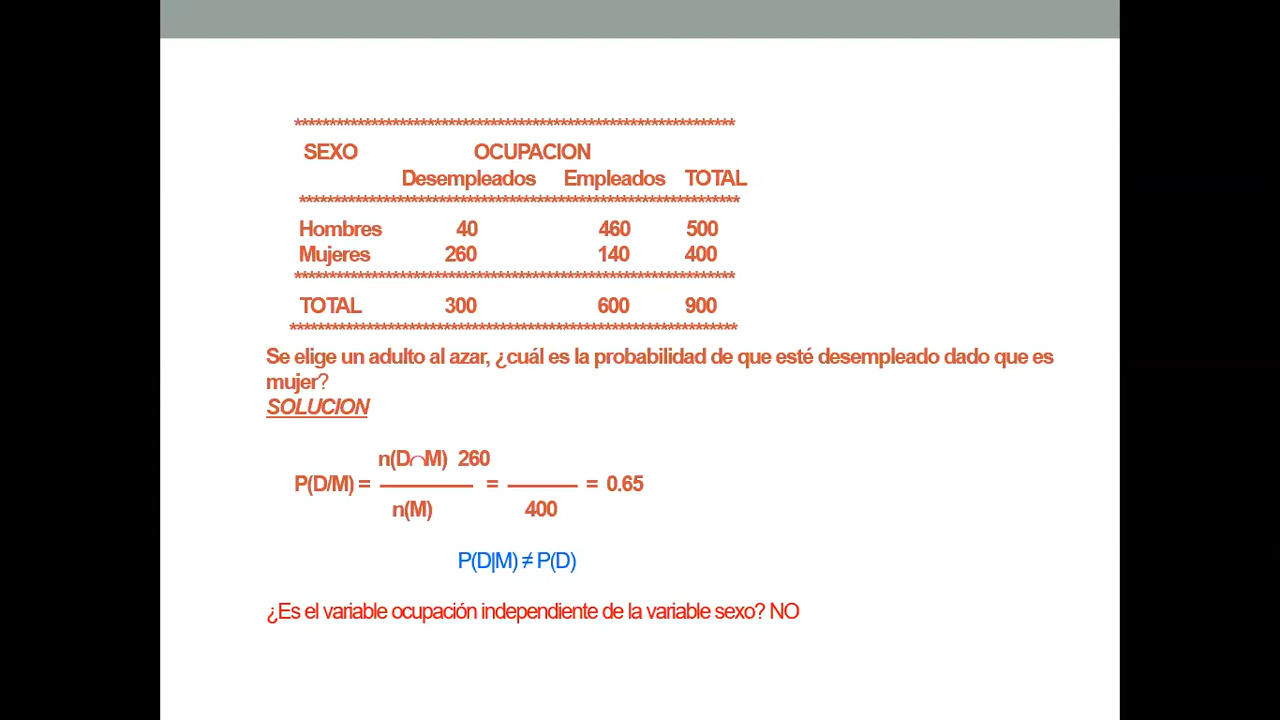 ************************************************************
SEXO OCUPACION
Desempleados Empleados TOTAL
************************************************************
Hombres 40 460 500
Mujeres 260 140 400
************************************************************
TOTAL 300 600 900
*************************************************************
Se elige un adulto al azar, ¿cuál es la probabilidad de que esté desempleado dado que es
mujer?
SOLUCION
n(D∩M) 260
P(D/M) = ――― = ――― = 0.65
n(M) 400
P(D|M) ≠ P(D)
¿Es el variable ocupación independiente de la variable sexo? NO